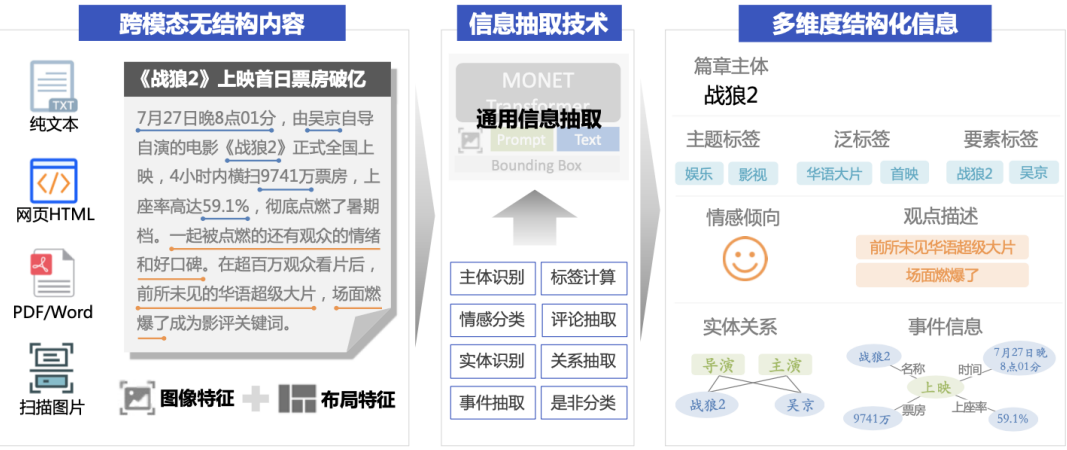 跨模态无结构内容
信息抽取技术
多维度结构化信息
TXT
纯文本
网页HTML
PDF/Word
扫描图片
《战狼2》上映首日票房破亿
7月27日晚8点01分，由吴京自导
自演的电影《战狼2》正式全国上
映，4小时内横扫9741万票房，上
座率高达59.1%，彻底点燃了暑期
档。一起被点燃的还有观众的情绪
和好口碑。在超百万观众看片后，
前所未见的华语超级大片，场面燃
爆了成为影评关键词。
图像特征
布局特征
MONET
Transformer
通用信息抽取
Prompt
Text
Bounding Box
主体识别
标签计算
情感分类
评论抽取
实体识别
关系抽取
事件抽取
是非分类
篇章主体
战狼2
主题标签
泛标签
要素标签
娱乐
影视
华语大片
首映
战狼2
吴京
情感倾向
观点描述
前所未见华语超级大片
场面燃爆了
实体关系
事件信息
导演
主演
战狼2
吴京
战狼2
名称
时间
7月27日晚
8点01分
上映
9741万
票房
上座率
59.1%